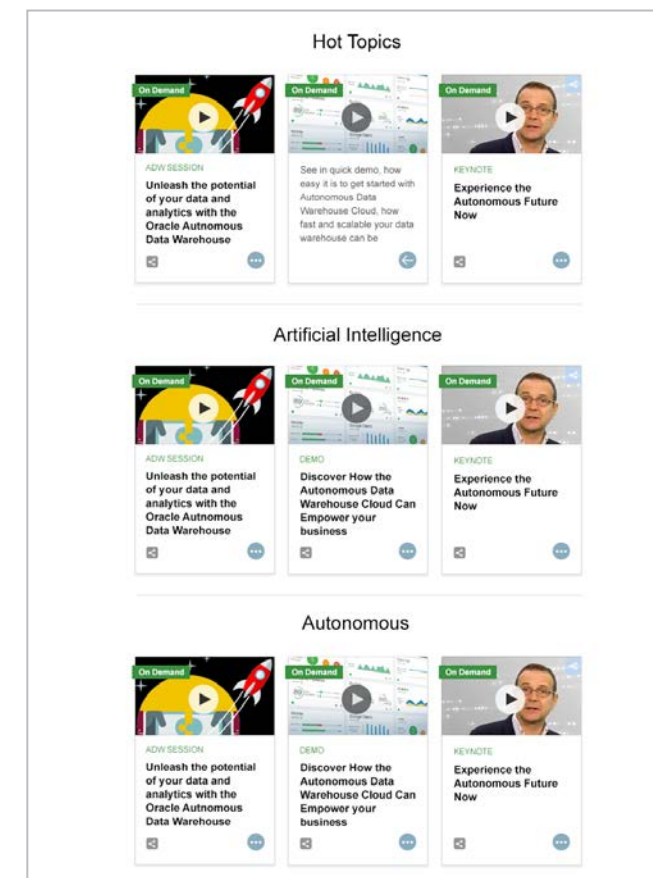 Hot Topics
On Demand
ADW SESSION
Unleash the potential
of your data and
analytics with the
Oracle Autnomous
Data Warehouse
On Demand
See in quick demo, how
easy it is to get started with
Autonomous Data
Warehouse Cloud, how
fast and scalable your data
warehouse can be
On Demand
KEYNOTE
Experience the
Autonomous Future
Now
Artificial Intelligence
On Demand
ADW SESSION
Unleash the potential
of your data and
analytics with the
Oracle Autnomous
Data Warehouse
On Demand
DEMO
Discover How the
Autonomous Data
Warehouse Cloud Can
Empower your
business
On Demand
KEYNOTE
Experience the
Autonomous Future
Now
Autonomous
On Demand
ADW SESSION
Unleash the potential
of your data and
analytics with the
Oracle Autnomous
Data Warehouse
On Demand
DEMO
Discover How the
Autonomous Data
Warehouse Cloud Can
Empower your
business
On Demand
KEYNOTE
Experience the
Autonomous Future
Now